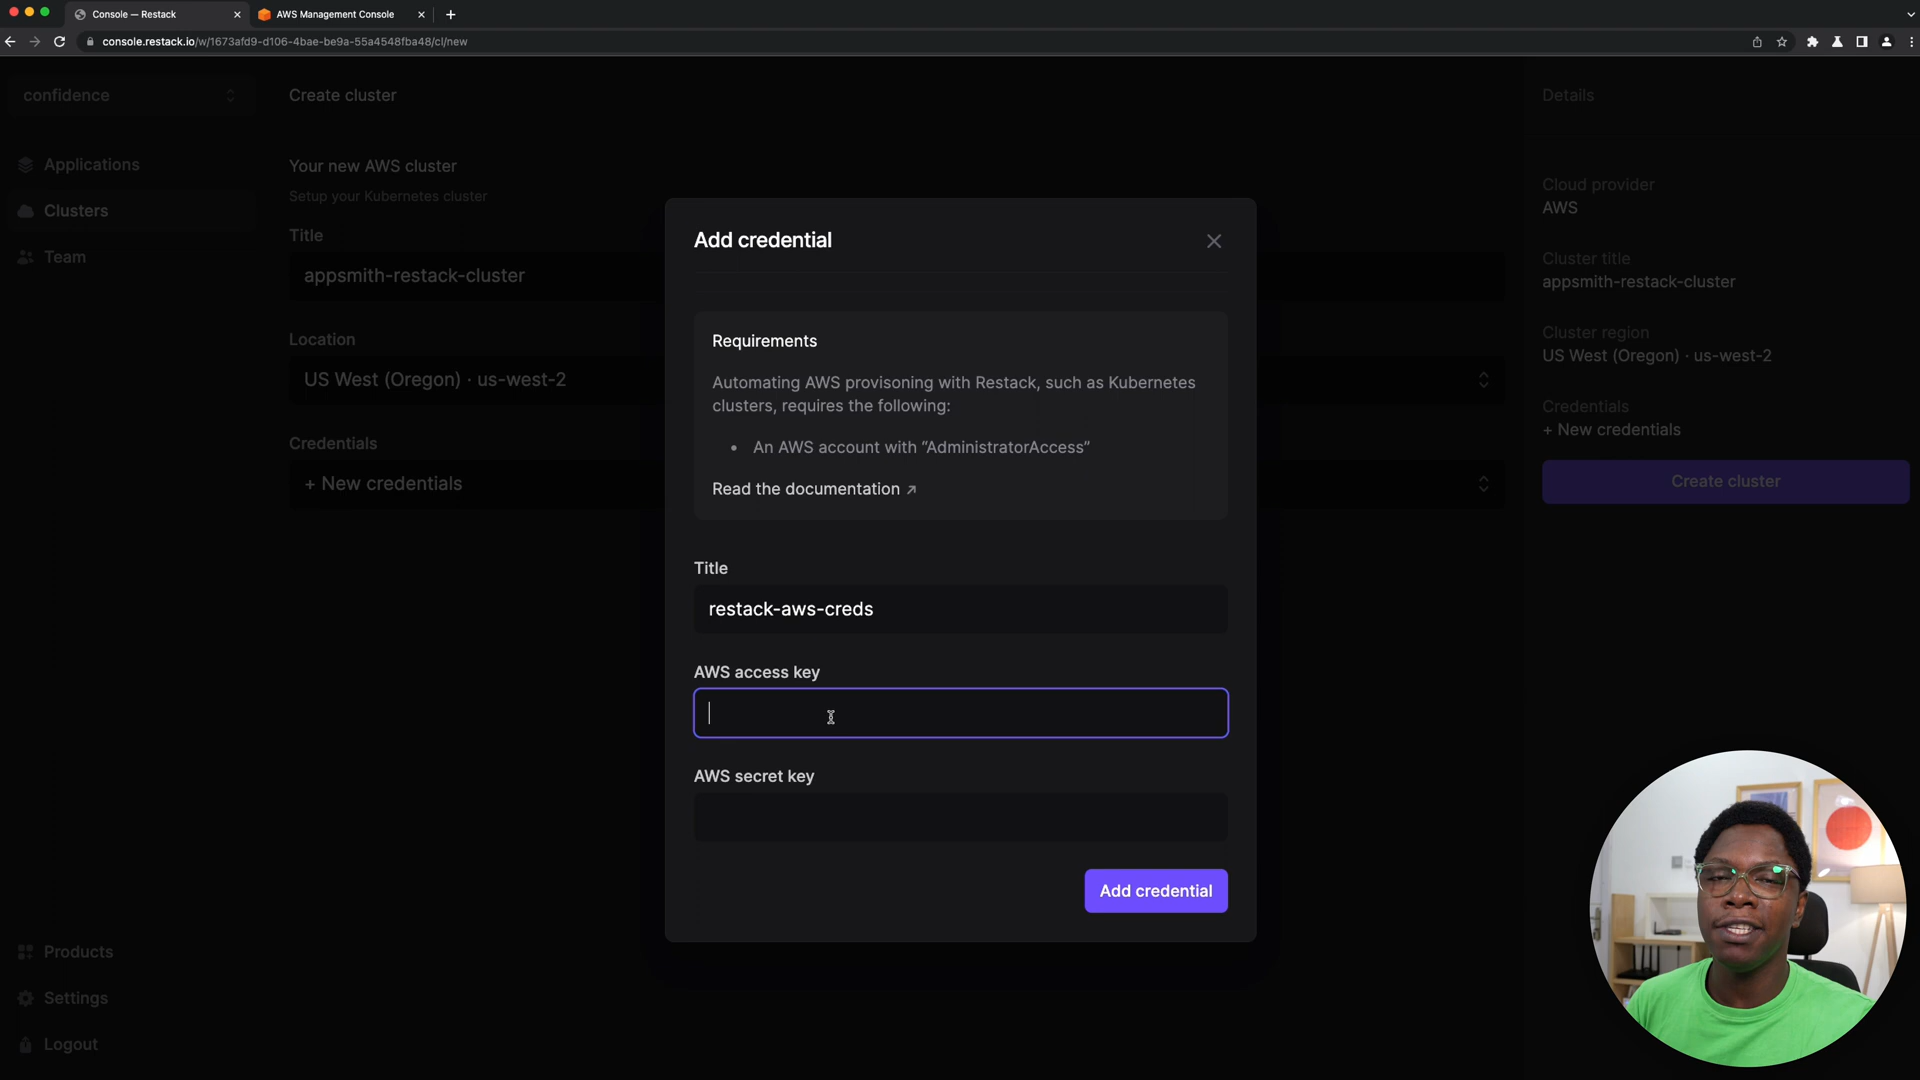 Console — Restack
AWS Management Console
console.restack.io/w/1673afd9-d106-4bae-be9a-55a4548fba48/cl/new
confidence
Applications
Clusters
Team
Products
Settings
Logout
Create cluster
Your new AWS cluster
Setup your Kubernetes cluster
Title
appsmith-restack-cluster
Location
US West (Oregon) · us-west-2
Credentials
+ New credentials
Add credential
Requirements
Automating AWS provisoning with Restack, such as Kubernetes
clusters, requires the following:
• An AWS account with “AdministratorAccess”
Read the documentation ↗
Title
restack-aws-creds
AWS access key
AWS secret key
Add credential
Details
Cloud provider
AWS
Cluster title
appsmith-restack-cluster
Cluster region
US West (Oregon) · us-west-2
Credentials
+ New credentials
Create cluster